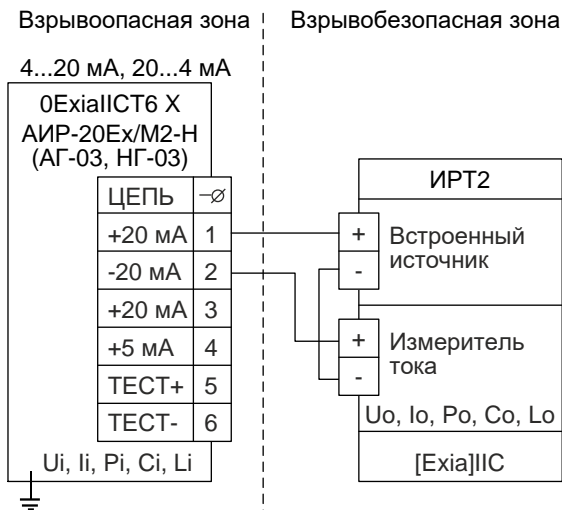 Взрывоопасная зона
Взрывобезопасная зона
4...20 мА, 20...4 мА
0ExiaIICT6 X
АИР-20Ex/М2-Н
(АГ-03, НГ-03)
ЦЕПЬ
+20 мА 1
-20 мА 2
+20 мА 3
+5 мА 4
ТЕСТ+ 5
ТЕСТ- 6
Ui, Ii, Pi, Ci, Li
ИРТ2
+
-
Встроенный
источник
+
-
Измеритель
тока
Uo, Io, Po, Co, Lo
[Exia]IIC